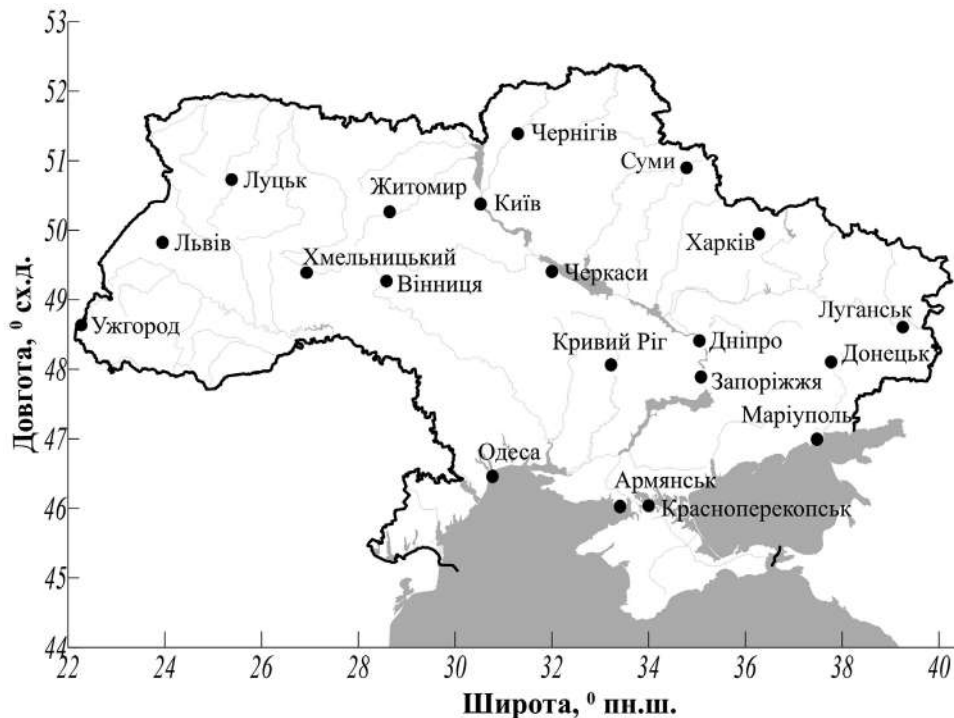 53
52
51
50
49
48
47
46
45
44
Довгота, ⁰ сх.д.
Чернігів
Суми
Луцьк
Житомир
Київ
Харків
Львів
Хмельницький
Черкаси
Вінниця
Луганськ
Ужгород
Кривий Ріг
Дніпро
Донецьк
Запоріжжя
Маріуполь
Одеса
Армянськ
Красноперекопськ
22 24 26 28 30 32 34 36 38 40
Широта, ⁰ пн.ш.